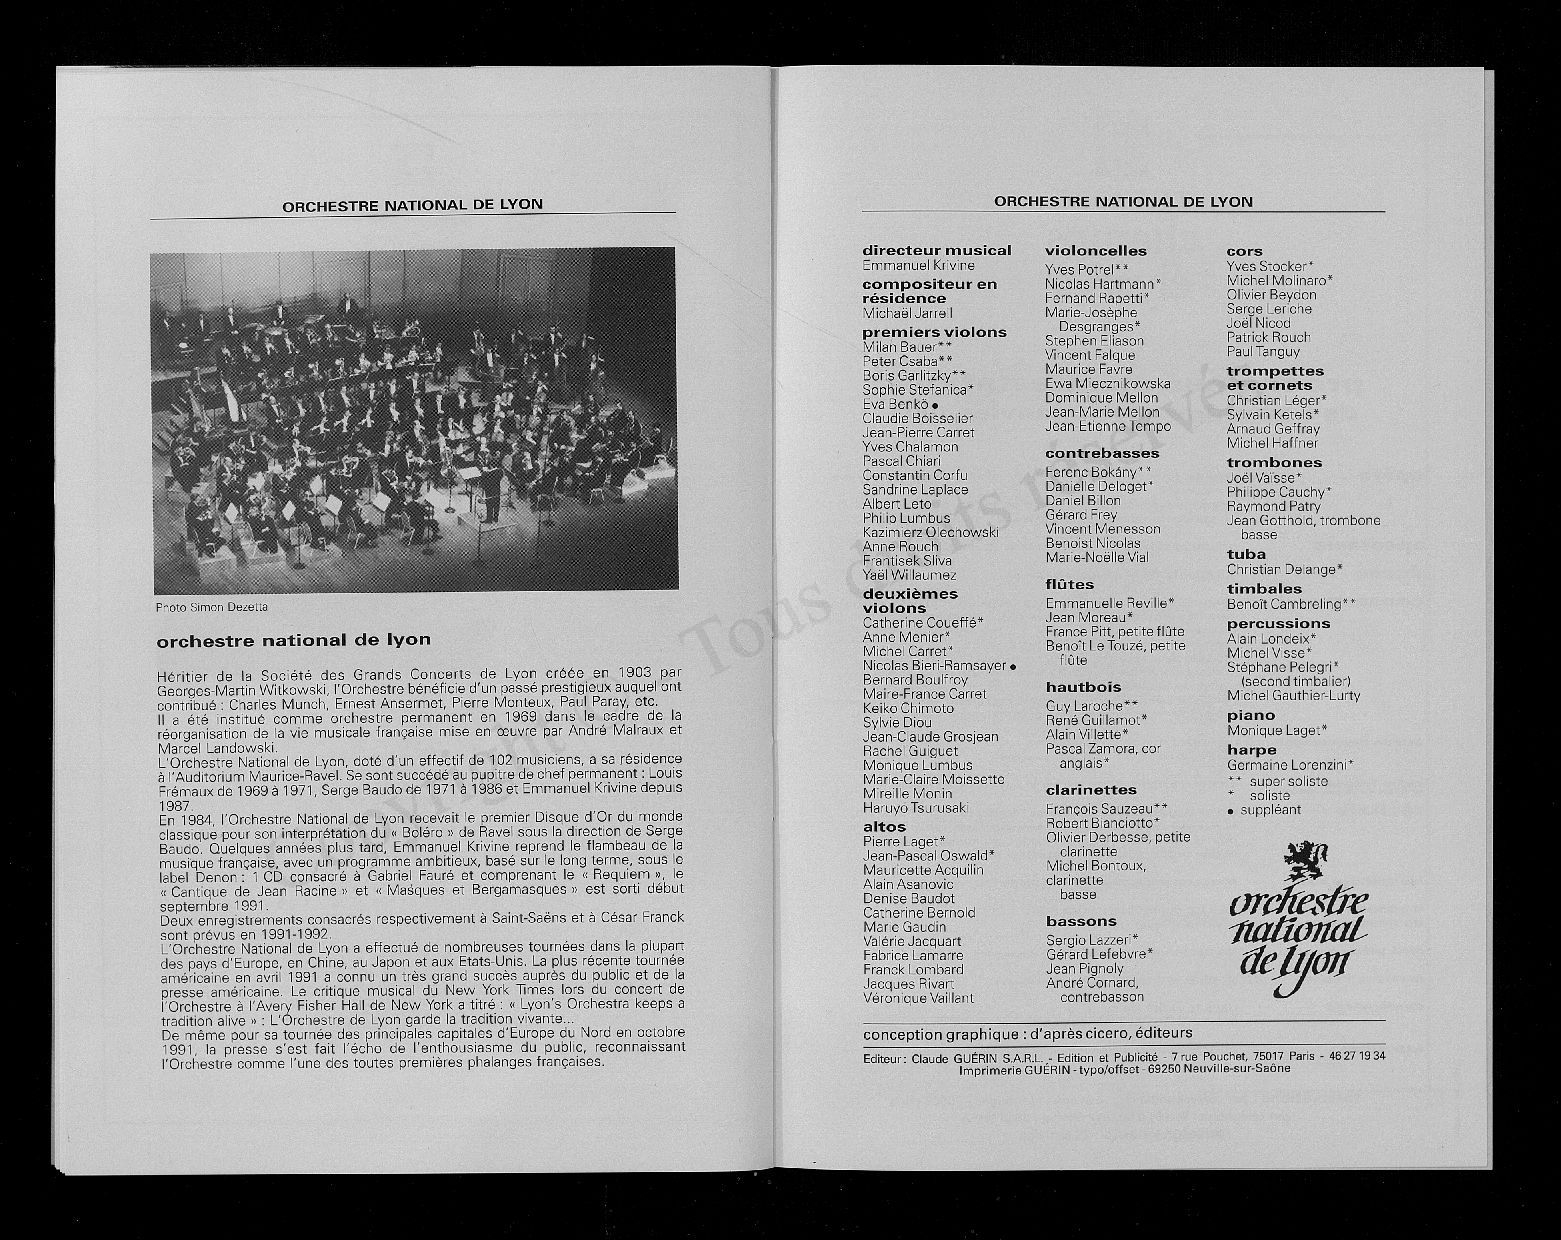 ORCHESTRE NATIONAL DE LYON
Photo Simon Dezetta
orchestre national de lyon
Héritier de la Société des Grands Concerts de Lyon créée en 1903 par
Georges-Martin Witkowski, l'Orchestre bénéficie d'un passé prestigieux auquel ont
contribué : Charles Munch, Ernest Ansermet, Pierre Monteux, Paul Paray, etc.
Il a été institué comme orchestre permanent en 1969 dans le cadre de la
réorganisation de la vie musicale française mise en œuvre par André Malraux et
Marcel Landowski.
L'Orchestre National de Lyon, doté d'un effectif de 102 musiciens, a sa résidence
à l'Auditorium Maurice-Ravel. Se sont succédé au pupitre de chef permanent : Louis
Frémaux de 1969 à 1971, Serge Baudo de 1971 à 1986 et Emmanuel Krivine depuis
1987.
En 1984, l'Orchestre National de Lyon recevait le premier Disque d'Or du monde
classique pour son interprétation du « Boléro » de Ravel sous la direction de Serge
Baudo. Quelques années plus tard, Emmanuel Krivine reprend le flambeau de la
musique française, avec un programme ambitieux, basé sur le long terme, sous le
label Denon : 1 CD consacré à Gabriel Fauré et comprenant le « Requiem », le
« Cantique de Jean Racine » et « Masques et Bergamasques » est sorti début
septembre 1991.
Deux enregistrements consacrés respectivement à Saint-Saëns et à César Franck
sont prévus en 1991-1992.
L'Orchestre National de Lyon a effectué de nombreuses tournées dans la plupart
des pays d'Europe, en Chine, au Japon et aux Etats-Unis. La plus récente tournée
américaine en avril 1991 a connu un très grand succès auprès du public et de la
presse américaine. Le critique musical du New York Times lors du concert de
l'Orchestre à l'Avery Fisher Hall de New York a titré : « Lyon's Orchestra keeps a
tradition alive » : L'Orchestre de Lyon garde la tradition vivante...
De même pour sa tournée des principales capitales d'Europe du Nord en octobre
1991, la presse s'est fait l'écho de l'enthousiasme du public, reconnaissant
l'Orchestre comme l'une des toutes premières phalanges françaises.
ORCHESTRE NATIONAL DE LYON
directeur musical
Emmanuel Krivine
compositeur en
résidence
Michaël Jarrell
premiers violons
Milan Bauer**
Peter Csaba**
Boris Garlitzky**
Sophie Stefanica*
Eva Benkö ●
Claudie Boisselier
Jean-Pierre Carret
Yves Chalamon
Pascal Chiari
Constantin Corfu
Sandrine Laplace
Albert Leto
Philip Lumbus
Kazimierz Olechowski
Anne Rouch
Frantisek Sliva
Yaël Willaumez
deuxièmes
violons
Catherine Coueffé*
Anne Menier*
Michel Carret*
Nicolas Bieri-Ramsayer ●
Bernard Boulfroy
Maire-France Carret
Keiko Chimoto
Sylvie Diou
Jean-Claude Grosjean
Rachel Guiguet
Monique Lumbus
Marie-Claire Moissette
Mireille Monin
Haruyo Tsurusaki
altos
Pierre Laget*
Jean-Pascal Oswald*
Mauricette Acquilin
Alain Asanovic
Denise Baudot
Catherine Bernold
Marie Gaudin
Valérie Jacquart
Fabrice Lamarre
Franck Lombard
Jacques Rivart
Véronique Vaillant
violoncelles
Yves Potrel**
Nicolas Hartmann*
Fernand Rapetti*
Marie-Josèphe
Desgranges*
Stephen Eliason
Vincent Falque
Maurice Favre
Ewa Miecznikowska
Dominique Mellon
Jean-Marie Mellon
Jean-Etienne Tempo
contrebasses
Ferenc Bokány**
Danielle Deloget*
Daniel Billon
Gérard Frey
Vincent Menesson
Benoist Nicolas
Marie-Noëlle Vial
flûtes
Emmanuelle Reville*
Jean Moreau*
France Pitt, petite flûte
Benoît Le Touzé, petite
flûte
hautbois
Guy Laroche**
René Guillamot*
Alain Villette*
Pascal Zamora, cor
anglais*
clarinettes
François Sauzeau**
Robert Bianciotto*
Olivier Derbesse, petite
clarinette
Michel Bontoux,
clarinette
basse
bassons
Sergio Lazzeri*
Gérard Lefebvre*
Jean Pignoly
André Cornard,
contrebasson
cors
Yves Stocker*
Michel Molinaro*
Olivier Beydon
Serge Leriche
Joël Nicod
Patrick Rouch
Paul Tanguy
trompettes
et cornets
Christian Léger*
Sylvain Ketels*
Arnaud Geffray
Michel Haffner
trombones
Joël Vaïsse*
Philippe Cauchy*
Raymond Patry
Jean Gotthold, trombone
basse
tuba
Christian Delange*
timbales
Benoît Cambreling**
percussions
Alain Londeix*
Michel Visse*
Stéphane Pelegri*
(second timbalier)
Michel Gauthier-Lurty
piano
Monique Laget*
harpe
Germaine Lorenzini*
** super soliste
* soliste
● suppléant
orchestre
national
de lyon
conception graphique : d'après cicero, éditeurs
Editeur : Claude GUÉRIN S.A.R.L. - Edition et Publicité - 7 rue Pouchet, 75017 Paris - 46 27 19 34
Imprimerie GUÉRIN - typo/offset - 69250 Neuville-sur-Saône